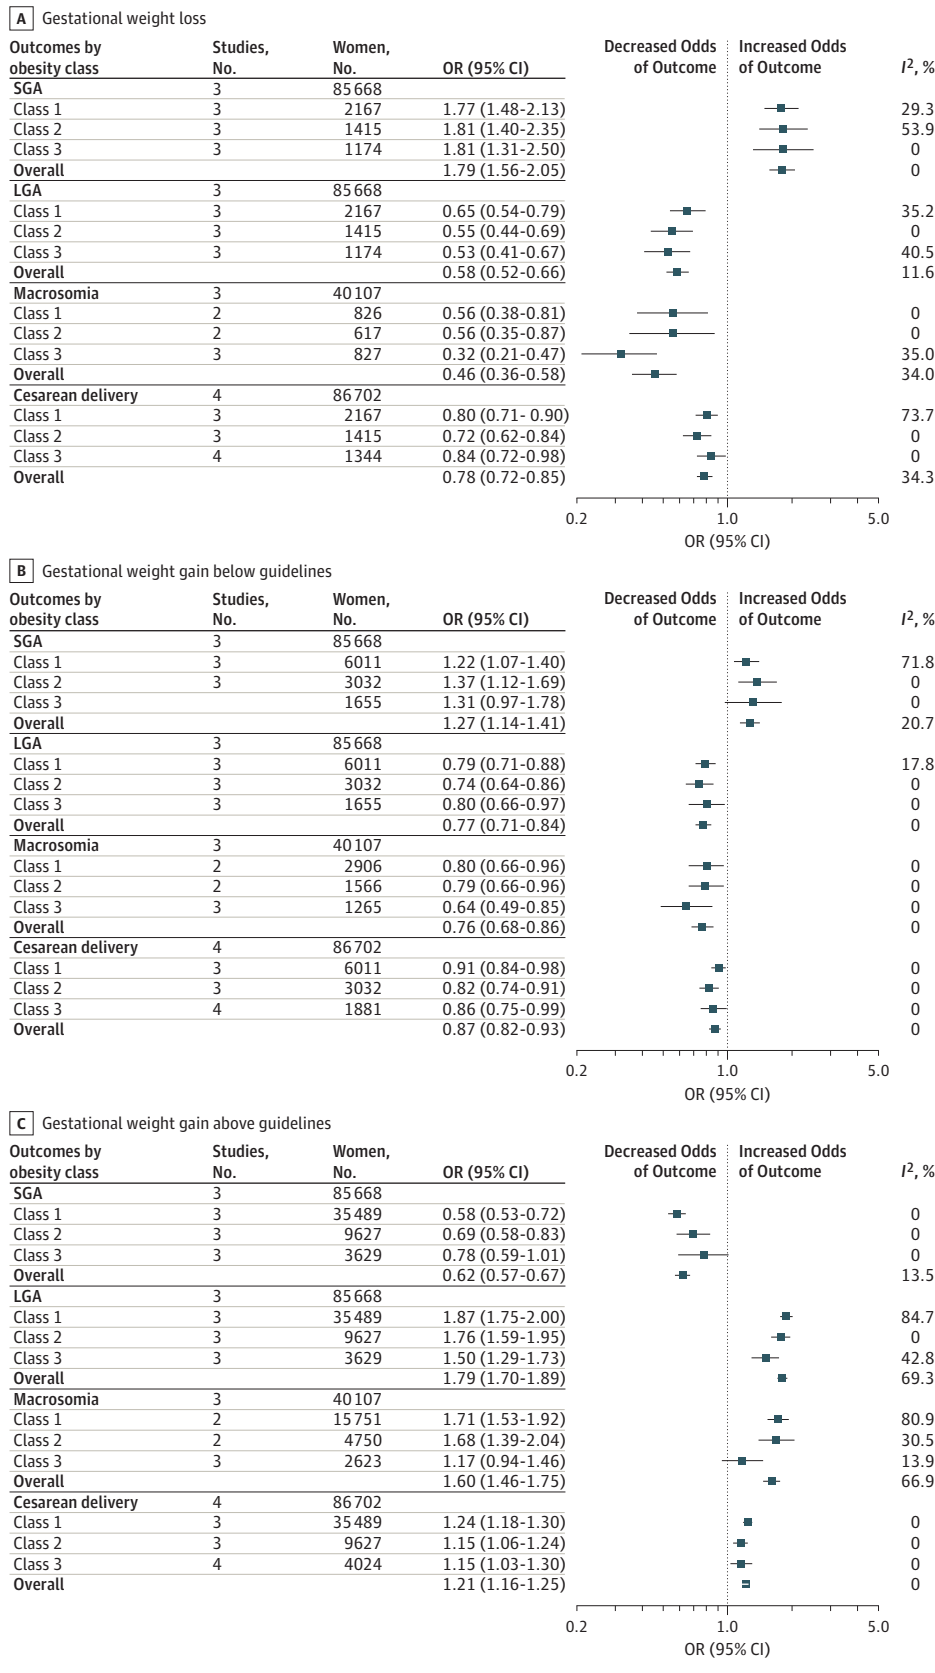 A Gestational weight loss
Outcomes by obesity class Studies, No. Women, No. OR (95% CI) Decreased Odds of Outcome Increased Odds of Outcome I², %
SGA 3 85668
Class 1 3 2167 1.77 (1.48-2.13) 29.3
Class 2 3 1415 1.81 (1.40-2.35) 53.9
Class 3 3 1174 1.81 (1.31-2.50) 0
Overall 1.79 (1.56-2.05) 0
LGA 3 85668
Class 1 3 2167 0.65 (0.54-0.79) 35.2
Class 2 3 1415 0.55 (0.44-0.69) 0
Class 3 3 1174 0.53 (0.41-0.67) 40.5
Overall 0.58 (0.52-0.66) 11.6
Macrosomia 3 40107
Class 1 2 826 0.56 (0.38-0.81) 0
Class 2 2 617 0.56 (0.35-0.87) 0
Class 3 3 827 0.32 (0.21-0.47) 35.0
Overall 0.46 (0.36-0.58) 34.0
Cesarean delivery 4 86702
Class 1 3 2167 0.80 (0.71- 0.90) 73.7
Class 2 3 1415 0.72 (0.62-0.84) 0
Class 3 4 1344 0.84 (0.72-0.98) 0
Overall 0.78 (0.72-0.85) 34.3
0.2 1.0 5.0
OR (95% CI)
B Gestational weight gain below guidelines
Outcomes by obesity class Studies, No. Women, No. OR (95% CI) Decreased Odds of Outcome Increased Odds of Outcome I², %
SGA 3 85668
Class 1 3 6011 1.22 (1.07-1.40) 71.8
Class 2 3 3032 1.37 (1.12-1.69) 0
Class 3 1655 1.31 (0.97-1.78) 0
Overall 1.27 (1.14-1.41) 20.7
LGA 3 85668
Class 1 3 6011 0.79 (0.71-0.88) 17.8
Class 2 3 3032 0.74 (0.64-0.86) 0
Class 3 3 1655 0.80 (0.66-0.97) 0
Overall 0.77 (0.71-0.84) 0
Macrosomia 3 40107
Class 1 2 2906 0.80 (0.66-0.96) 0
Class 2 2 1566 0.79 (0.66-0.96) 0
Class 3 3 1265 0.64 (0.49-0.85) 0
Overall 0.76 (0.68-0.86) 0
Cesarean delivery 4 86702
Class 1 3 6011 0.91 (0.84-0.98) 0
Class 2 3 3032 0.82 (0.74-0.91) 0
Class 3 4 1881 0.86 (0.75-0.99) 0
Overall 0.87 (0.82-0.93) 0
0.2 1.0 5.0
OR (95% CI)
C Gestational weight gain above guidelines
Outcomes by obesity class Studies, No. Women, No. OR (95% CI) Decreased Odds of Outcome Increased Odds of Outcome I², %
SGA 3 85668
Class 1 3 35489 0.58 (0.53-0.72) 0
Class 2 3 9627 0.69 (0.58-0.83) 0
Class 3 3 3629 0.78 (0.59-1.01) 0
Overall 0.62 (0.57-0.67) 13.5
LGA 3 85668
Class 1 3 35489 1.87 (1.75-2.00) 84.7
Class 2 3 9627 1.76 (1.59-1.95) 0
Class 3 3 3629 1.50 (1.29-1.73) 42.8
Overall 1.79 (1.70-1.89) 69.3
Macrosomia 3 40107
Class 1 2 15751 1.71 (1.53-1.92) 80.9
Class 2 2 4750 1.68 (1.39-2.04) 30.5
Class 3 3 2623 1.17 (0.94-1.46) 13.9
Overall 1.60 (1.46-1.75) 66.9
Cesarean delivery 4 86702
Class 1 3 35489 1.24 (1.18-1.30) 0
Class 2 3 9627 1.15 (1.06-1.24) 0
Class 3 4 4024 1.15 (1.03-1.30) 0
Overall 1.21 (1.16-1.25) 0
0.2 1.0 5.0
OR (95% CI)